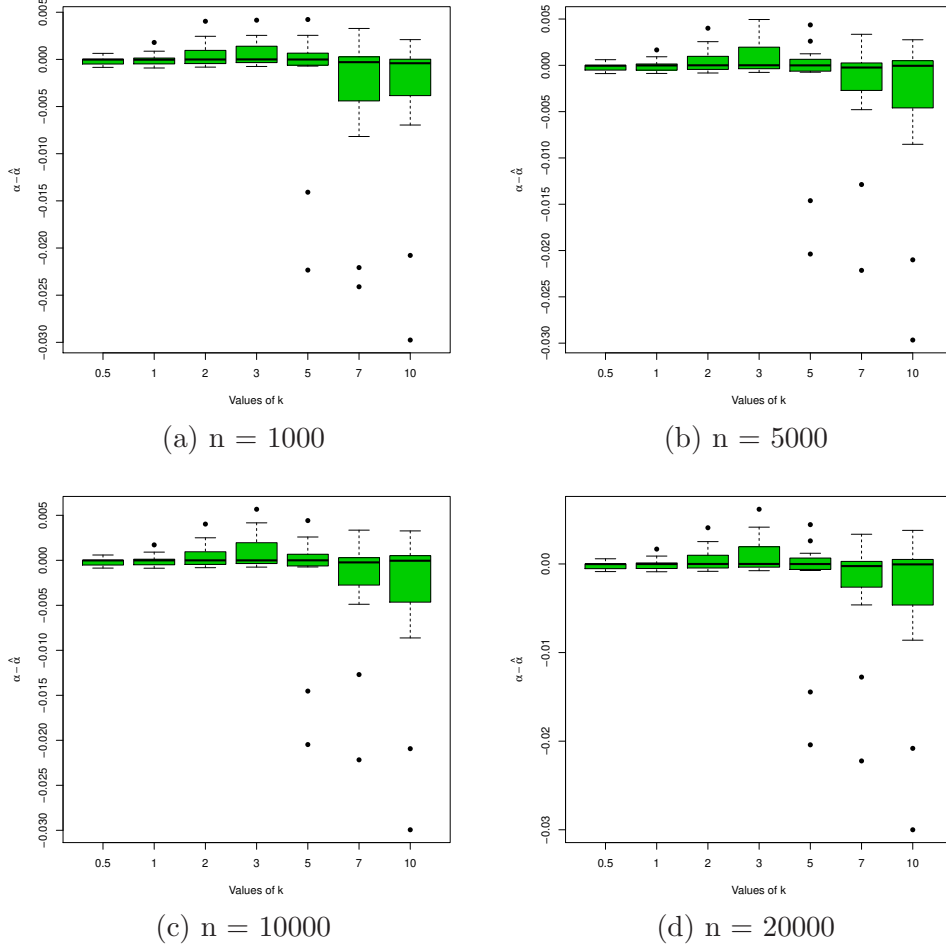 0.005
0.000
−0.005
−0.010
−0.015
−0.020
−0.025
−0.030
α − α̂
0.5 1 2 3 5 7 10
Values of k
(a) n = 1000
0.005
0.000
−0.005
−0.010
−0.015
−0.020
−0.025
−0.030
α − α̂
0.5 1 2 3 5 7 10
Values of k
(b) n = 5000
0.005
0.000
−0.005
−0.010
−0.015
−0.020
−0.025
−0.030
α − α̂
0.5 1 2 3 5 7 10
Values of k
(c) n = 10000
0.00
−0.01
−0.02
−0.03
α − α̂
0.5 1 2 3 5 7 10
Values of k
(d) n = 20000